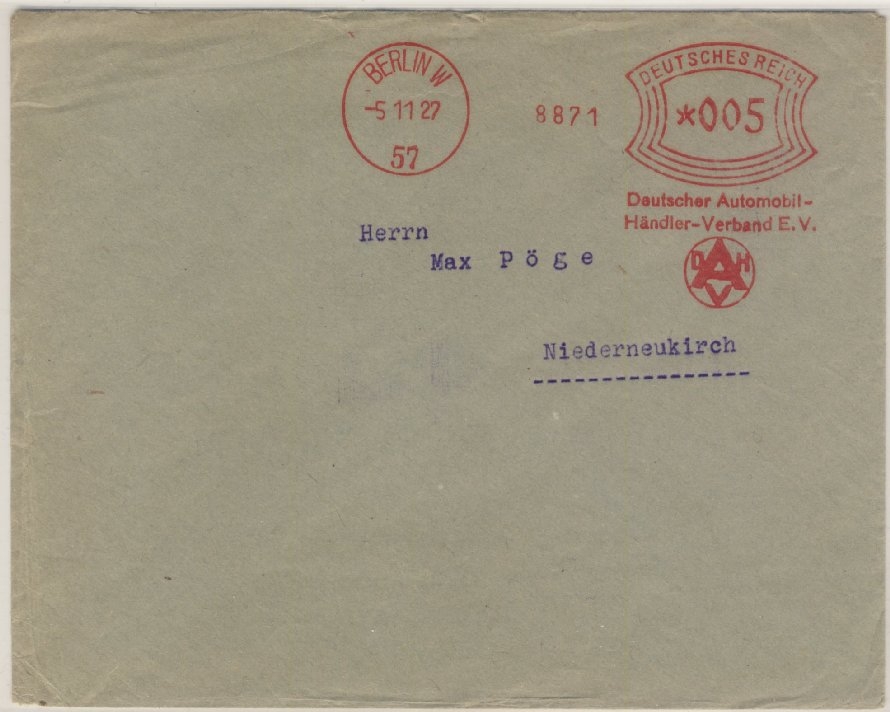 BERLIN W
-5 11 27
57
8871
DEUTSCHES REICH
*005
Deutscher Automobil-
Händler-Verband E.V.
DAHV
Herrn
Max Pöge
Niederneukirch